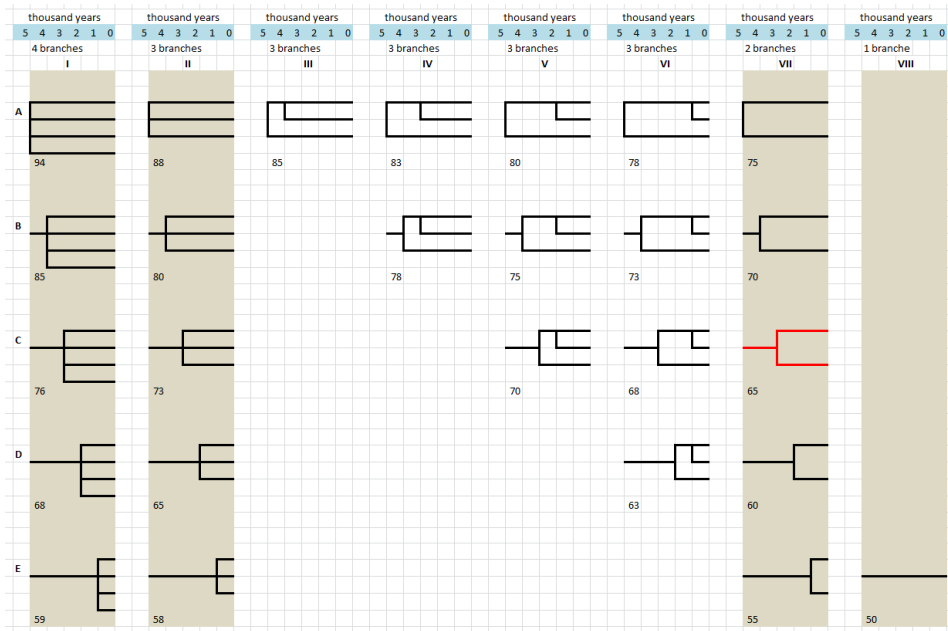 thousand years thousand years thousand years thousand years thousand years thousand years thousand years thousand years
5 4 3 2 1 0 5 4 3 2 1 0 5 4 3 2 1 0 5 4 3 2 1 0 5 4 3 2 1 0 5 4 3 2 1 0 5 4 3 2 1 0 5 4 3 2 1 0
4 branches 3 branches 3 branches 3 branches 3 branches 3 branches 2 branches 1 branche
I II III IV V VI VII VIII
A
94 88 85 83 80 78 75
B
85 80 78 75 73 70
C
76 73 70 68 65
D
68 65 63 60
E
59 58 55 50